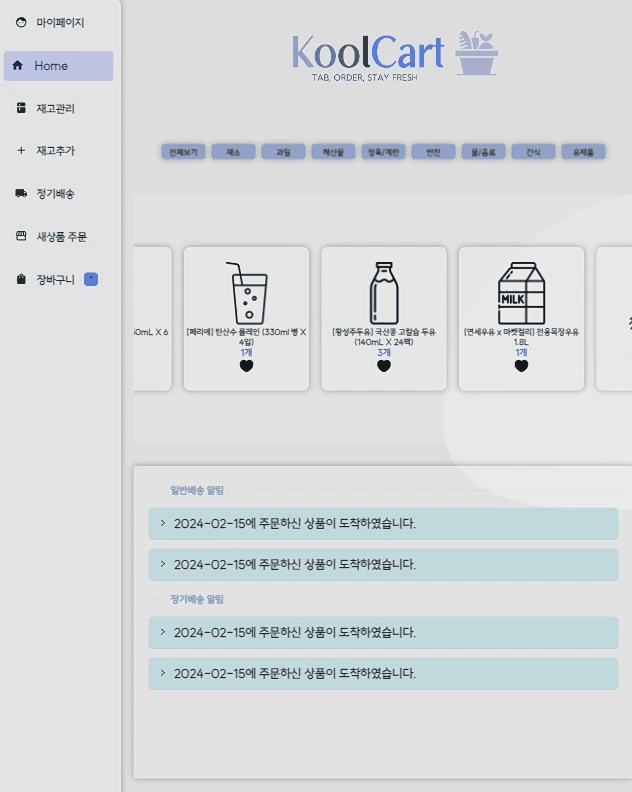 마이페이지
Home
재고관리
재고추가
정기배송
새상품 주문
장바구니
KoolCart
TAB, ORDER, STAY FRESH
전체보기 채소 과일 해산물 정육/계란 반찬 물/음료 간식 유제품
50mL X 6
[페리에] 탄산수 플레인 (330ml 병 X
4입)
1개
[황성주두유] 국산콩 고칼슘 두유
(140mL X 24팩)
3개
MILK
[연세우유 x 마켓컬리] 전용목장우유
1.8L
1개
일반배송 알림
2024-02-15에 주문하신 상품이 도착하였습니다.
2024-02-15에 주문하신 상품이 도착하였습니다.
정기배송 알림
2024-02-15에 주문하신 상품이 도착하였습니다.
2024-02-15에 주문하신 상품이 도착하였습니다.